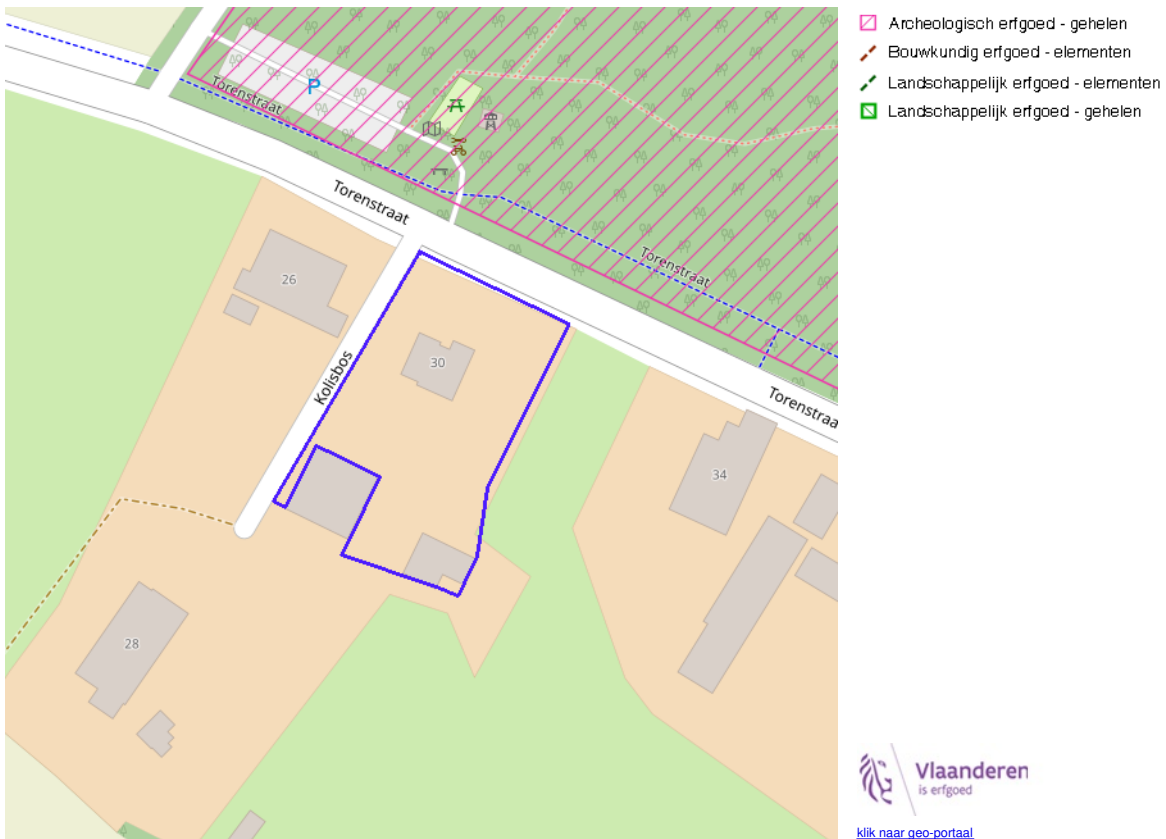 Archeologisch erfgoed - gehelen
Bouwkundig erfgoed - elementen
Landschappelijk erfgoed - elementen
Landschappelijk erfgoed - gehelen
P
Torenstraat
Torenstraat
Torenstraat
Torenstraa
Kolisbos
26
30
34
28
Vlaanderen
is erfgoed
klik naar geo-portaal